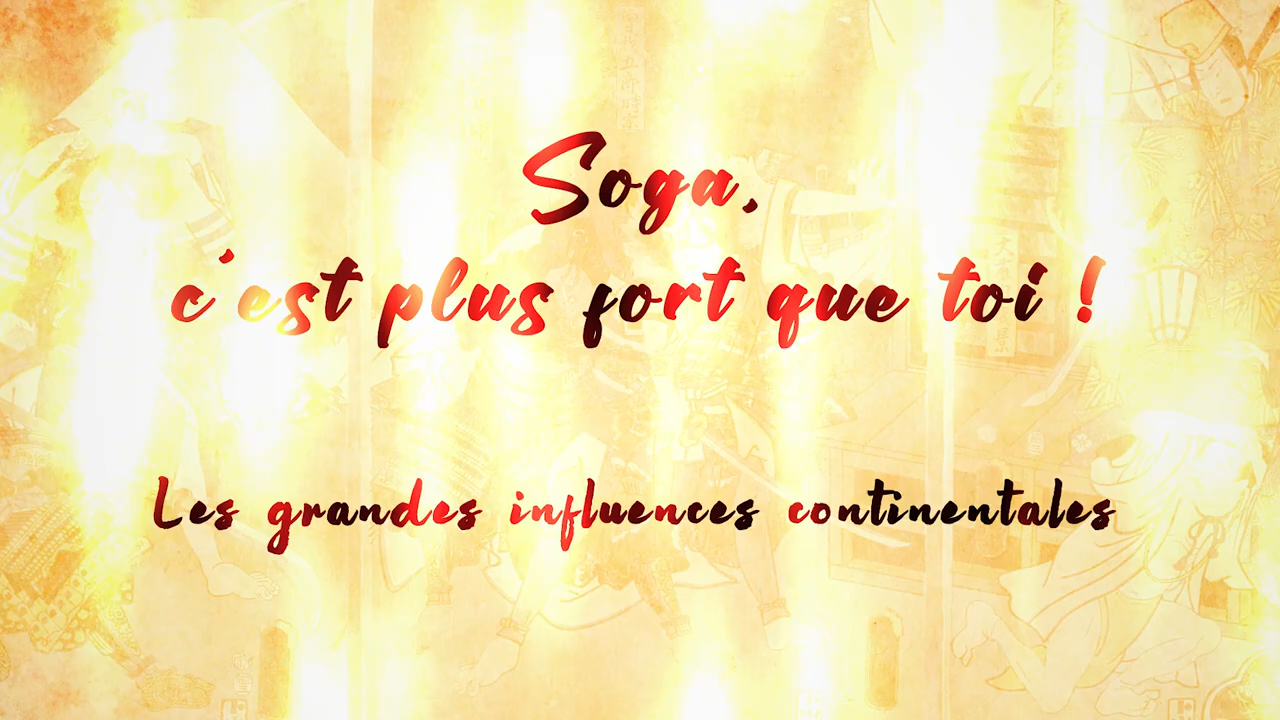 Soga,
c'est plus fort que toi !
Les grandes influences continentales